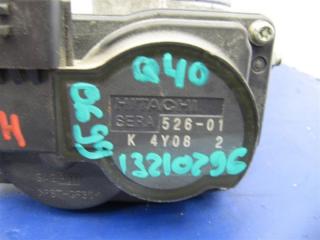 Q40
HITACHI
SERA 526-01
K 4Y08 2
13210296
H